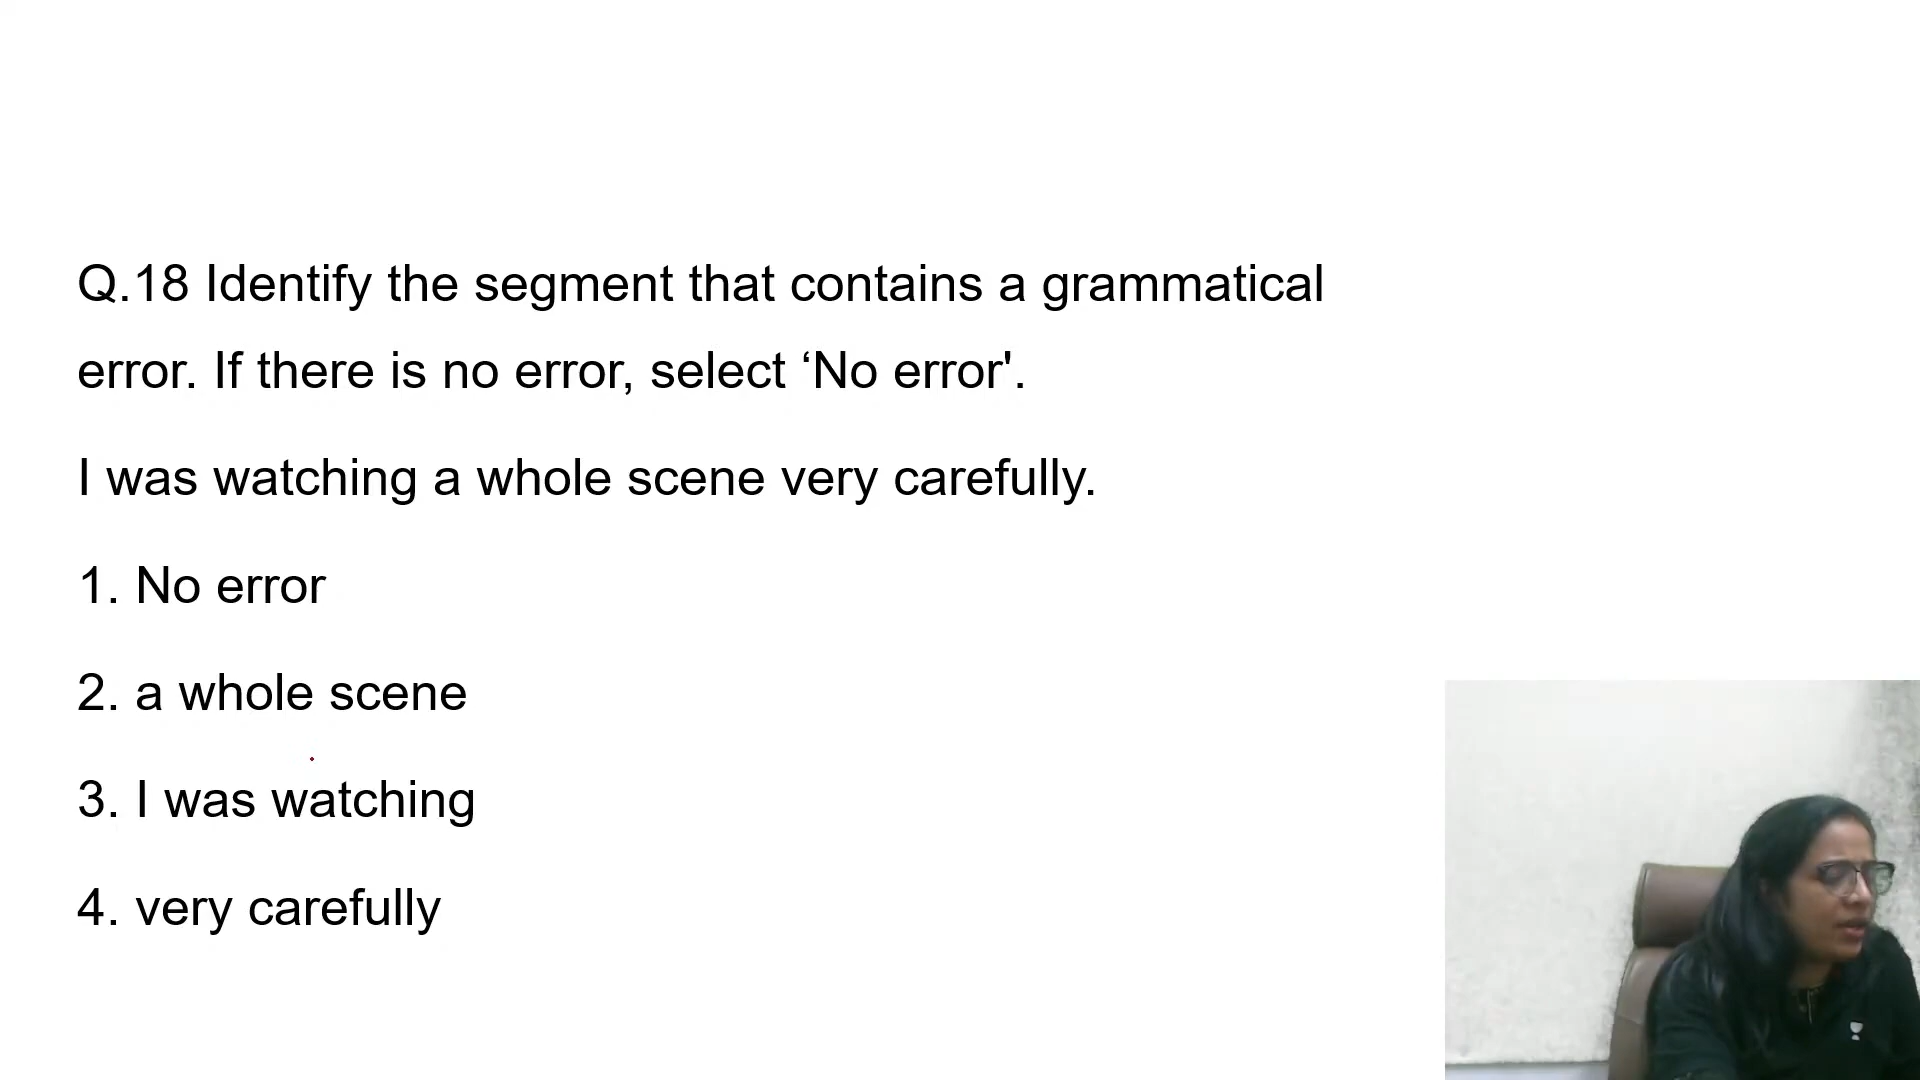 Q.18 Identify the segment that contains a grammatical
error. If there is no error, select ‘No error'.
I was watching a whole scene very carefully.
1. No error
2. a whole scene
3. I was watching
4. very carefully